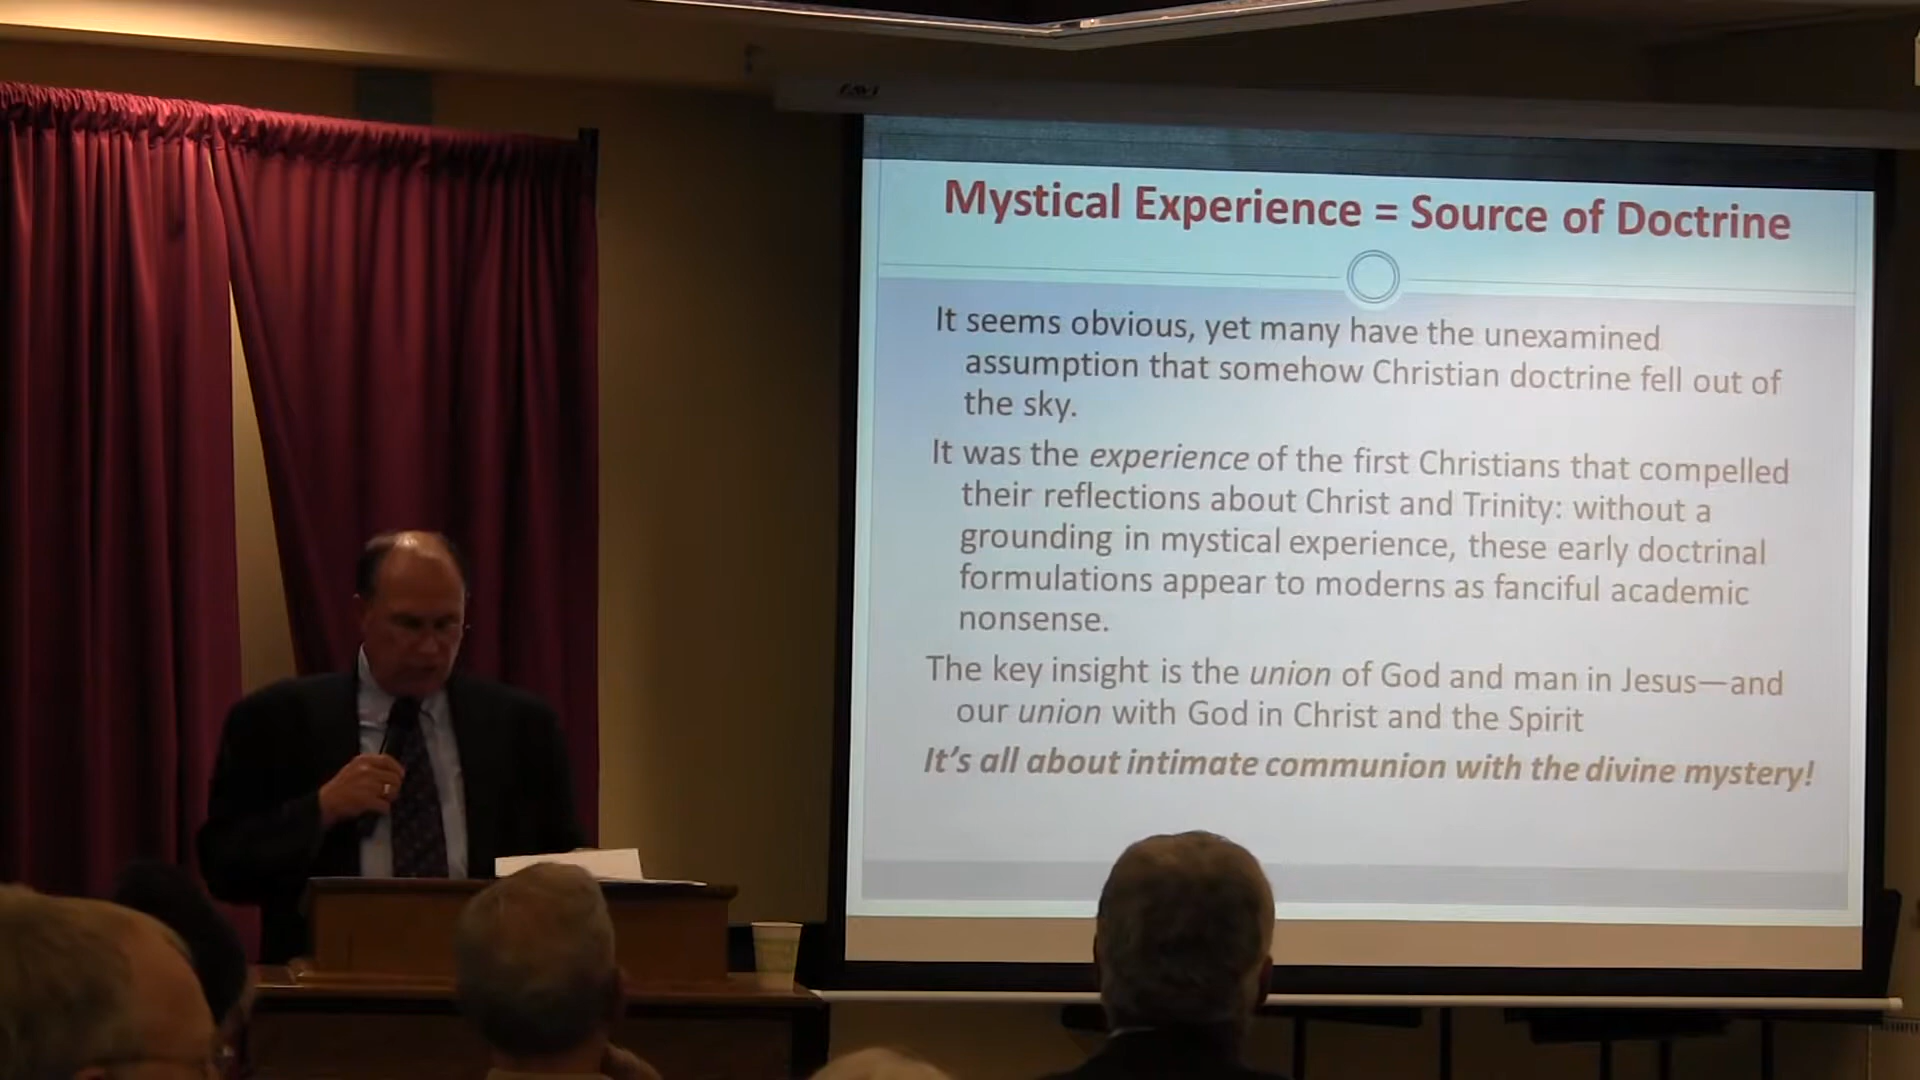 Mystical Experience = Source of Doctrine
It seems obvious, yet many have the unexamined
assumption that somehow Christian doctrine fell out of
the sky.
It was the experience of the first Christians that compelled
their reflections about Christ and Trinity: without a
grounding in mystical experience, these early doctrinal
formulations appear to moderns as fanciful academic
nonsense.
The key insight is the union of God and man in Jesus—and
our union with God in Christ and the Spirit
It's all about intimate communion with the divine mystery!